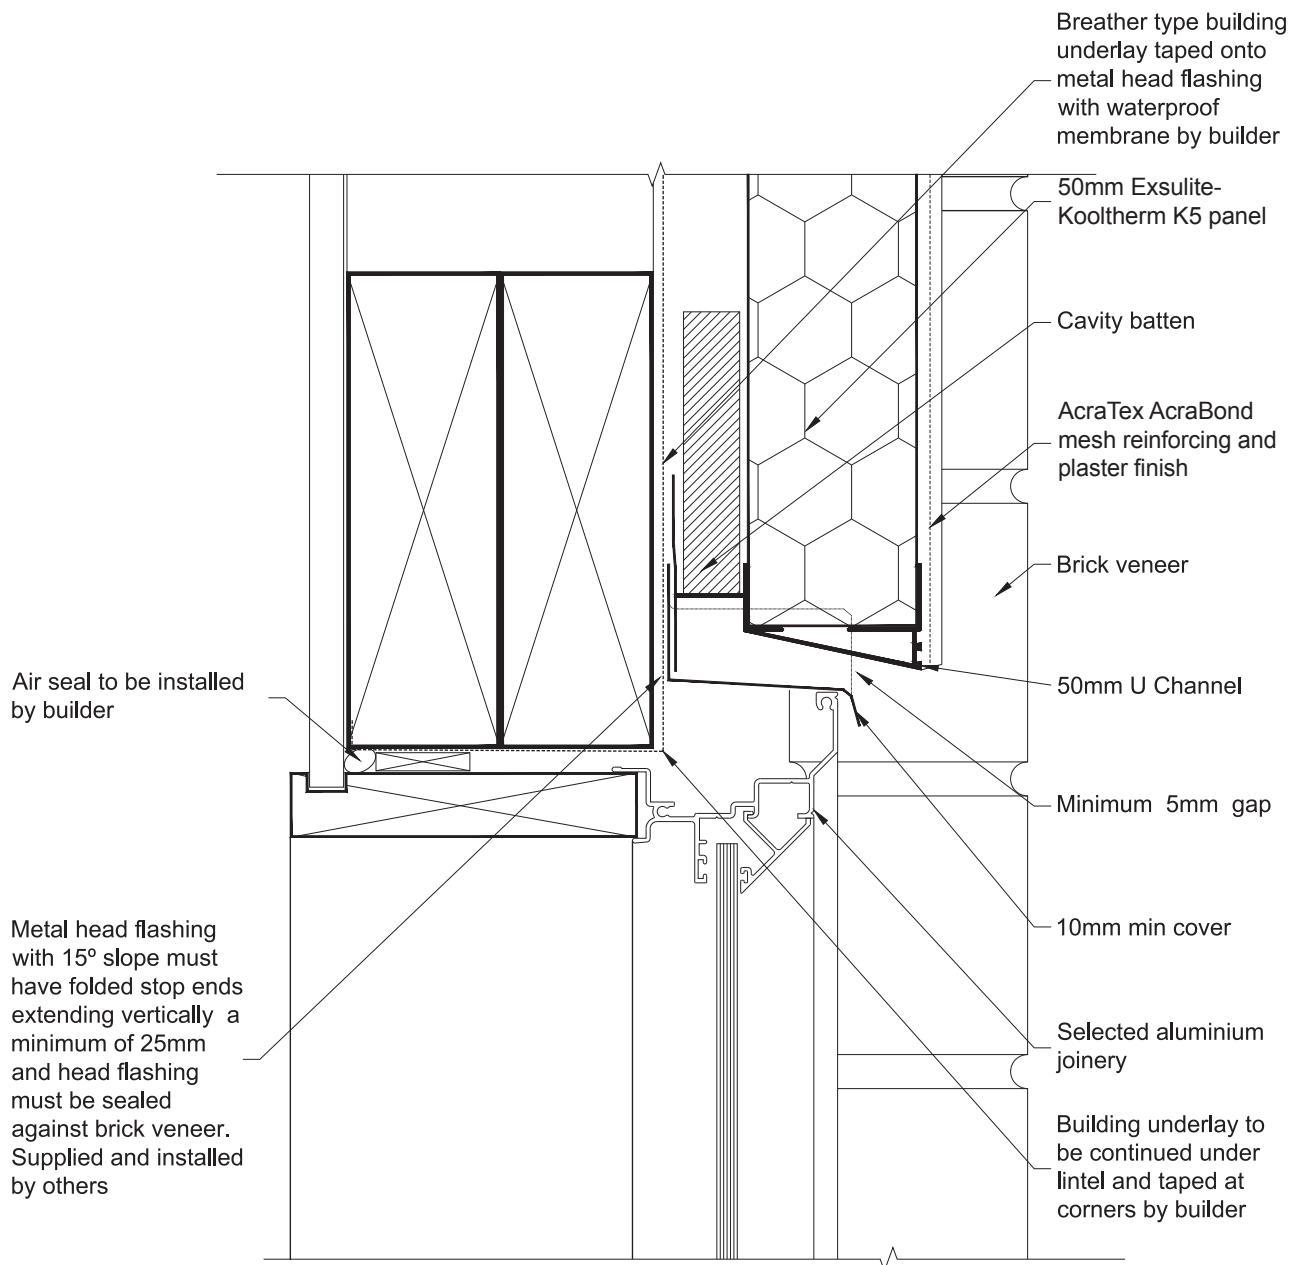 Breather type building
underlay taped onto
metal head flashing
with waterproof
membrane by builder
50mm Exsulite-
Kooltherm K5 panel
Cavity batten
AcraTex AcraBond
mesh reinforcing and
plaster finish
Brick veneer
50mm U Channel
Minimum 5mm gap
10mm min cover
Selected aluminium
joinery
Building underlay to
be continued under
lintel and taped at
corners by builder
Air seal to be installed
by builder
Metal head flashing
with 15º slope must
have folded stop ends
extending vertically a
minimum of 25mm
and head flashing
must be sealed
against brick veneer.
Supplied and installed
by others